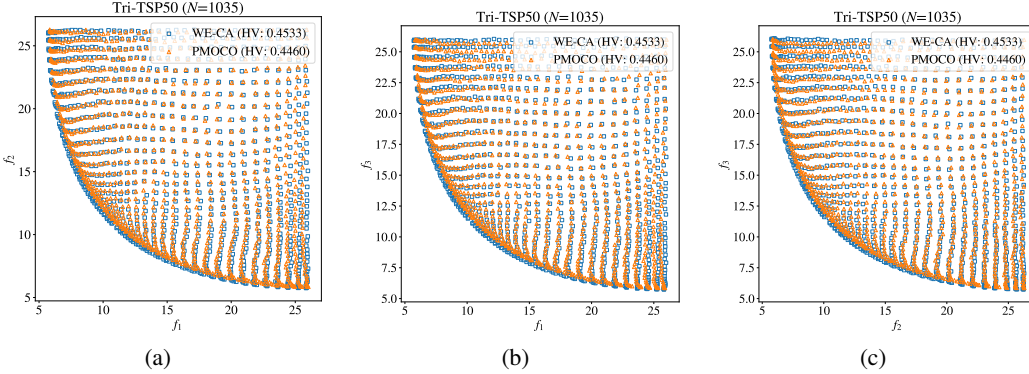 Tri-TSP50 (N=1035)
WE-CA (HV: 0.4533)
PMOCO (HV: 0.4460)
25
20
15
10
5
f2
5 10 15 20 25
f1
(a)
Tri-TSP50 (N=1035)
WE-CA (HV: 0.4533)
PMOCO (HV: 0.4460)
25.0
22.5
20.0
17.5
15.0
12.5
10.0
7.5
5.0
f3
5 10 15 20 25
f1
(b)
Tri-TSP50 (N=1035)
WE-CA (HV: 0.4533)
PMOCO (HV: 0.4460)
25.0
22.5
20.0
17.5
15.0
12.5
10.0
7.5
5.0
f3
5 10 15 20 25
f2
(c)